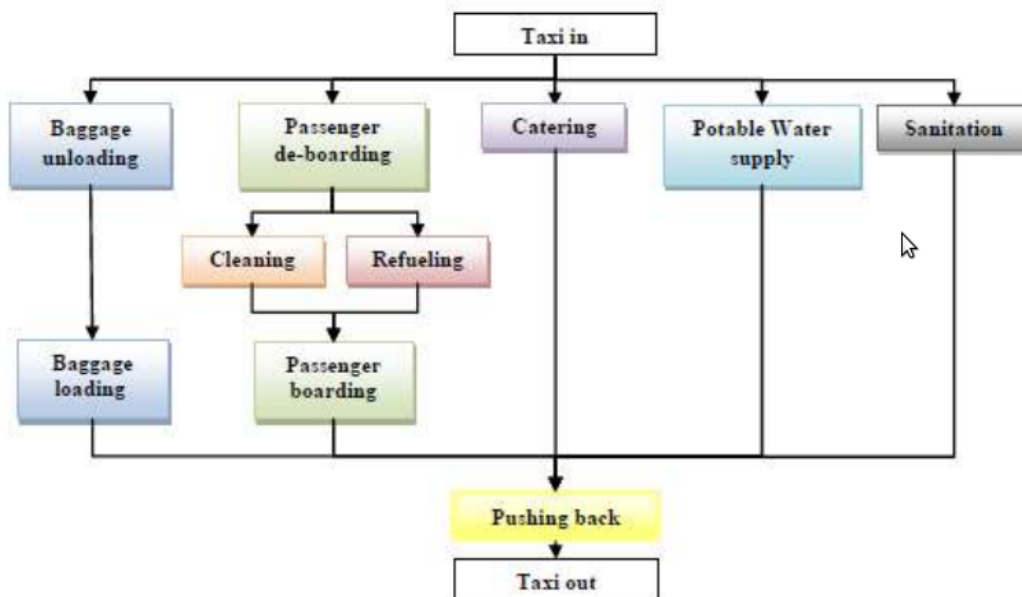 Taxi in
Baggage
unloading
Passenger
de-boarding
Catering
Potable Water
supply
Sanitation
Cleaning
Refueling
Baggage
loading
Passenger
boarding
Pushing back
Taxi out